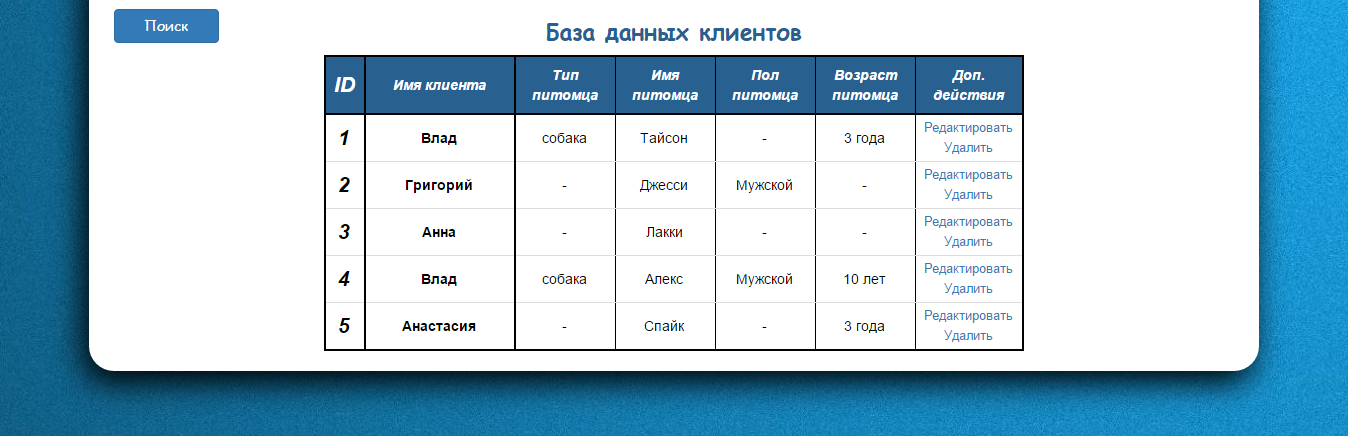 Поиск
База данных клиентов
ID Имя клиента Тип питомца Имя питомца Пол питомца Возраст питомца Доп. действия
1 Влад собака Тайсон - 3 года Редактировать
Удалить
2 Григорий - Джесси Мужской - Редактировать
Удалить
3 Анна - Лакки - - Редактировать
Удалить
4 Влад собака Алекс Мужской 10 лет Редактировать
Удалить
5 Анастасия - Спайк - 3 года Редактировать
Удалить